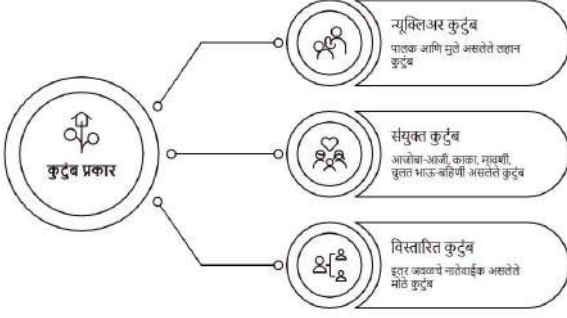 कुटुंब प्रकार
न्यूक्लिअर कुटुंब
पालक आणि मुले असलेले लहान
कुटुंब
संयुक्त कुटुंब
आजोबा-आजी, काका, मावशी,
चुलत भाऊ-बहिणी असलेले कुटुंब
विस्तारित कुटुंब
इतर जवळचे नातेवाईक असलेले
मोठे कुटुंब